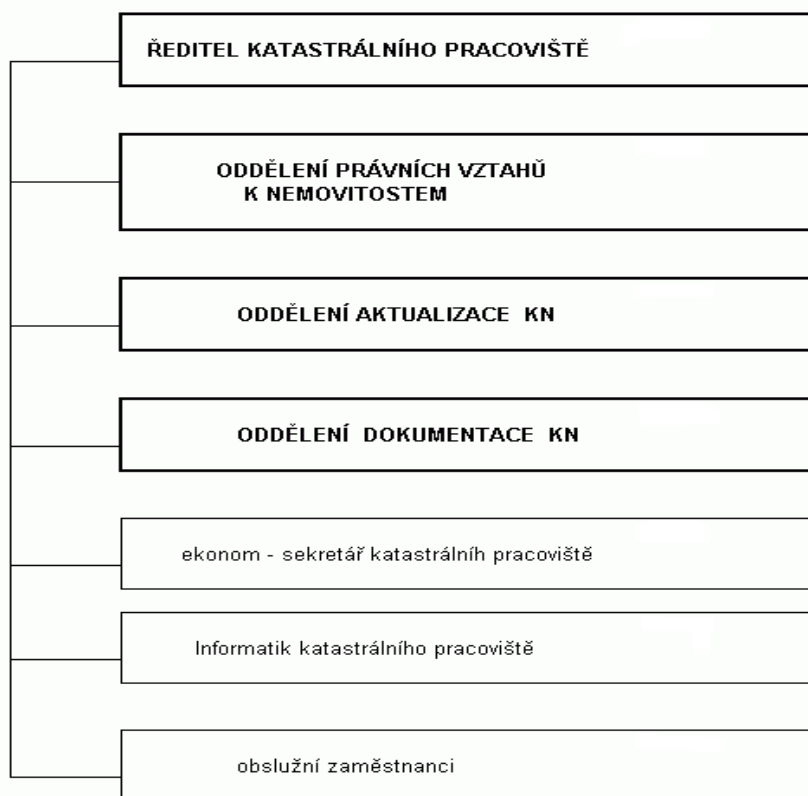 ŘEDITEL KATASTRÁLNÍHO PRACOVIŠTĚ
ODDĚLENÍ PRÁVNÍCH VZTAHŮ
K NEMOVITOSTEM
ODDĚLENÍ AKTUALIZACE KN
ODDĚLENÍ DOKUMENTACE KN
ekonom - sekretář katastrálníh pracoviště
Informatik katastrálního pracoviště
obslužní zaměstnanci